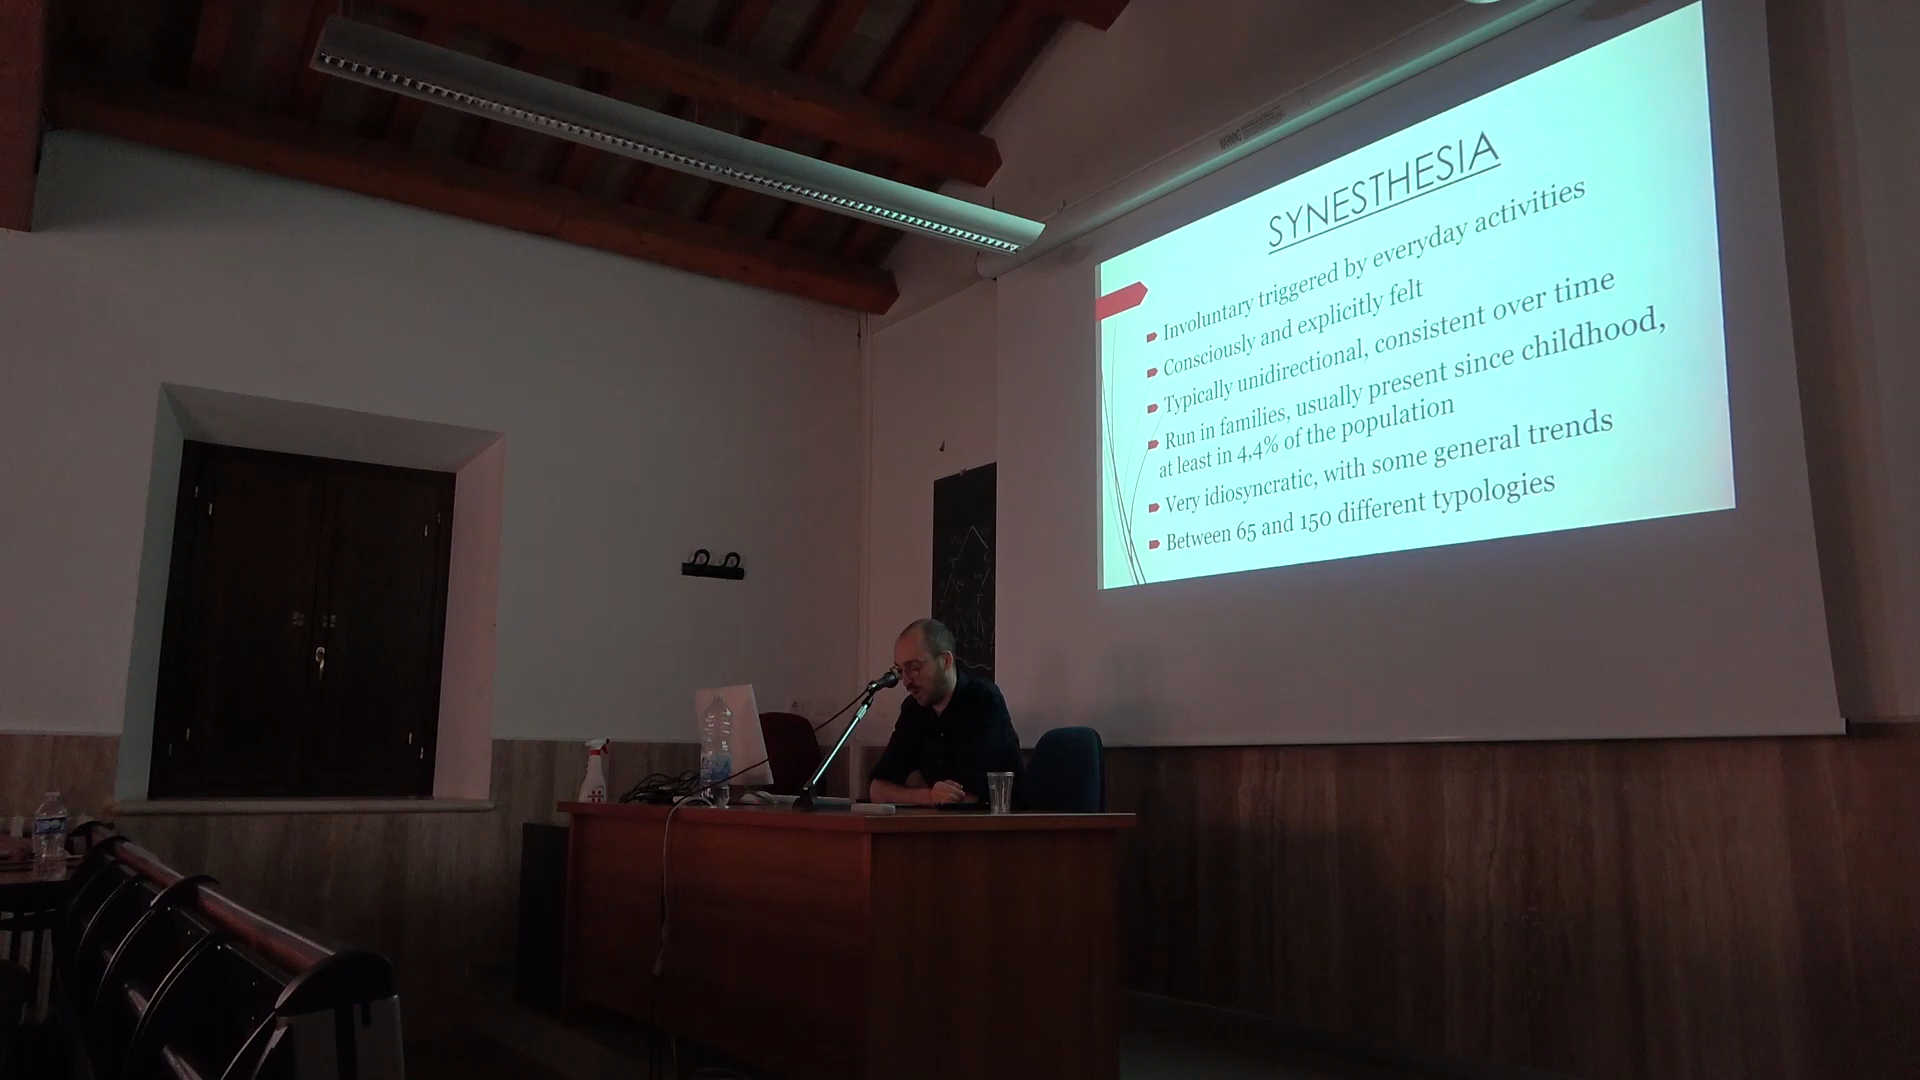 SYNESTHESIA
Involuntary triggered by everyday activities
Consciously and explicitly felt
Typically unidirectional, consistent over time
Run in families, usually present since childhood,
at least in 4,4% of the population
Very idiosyncratic, with some general trends
Between 65 and 150 different typologies